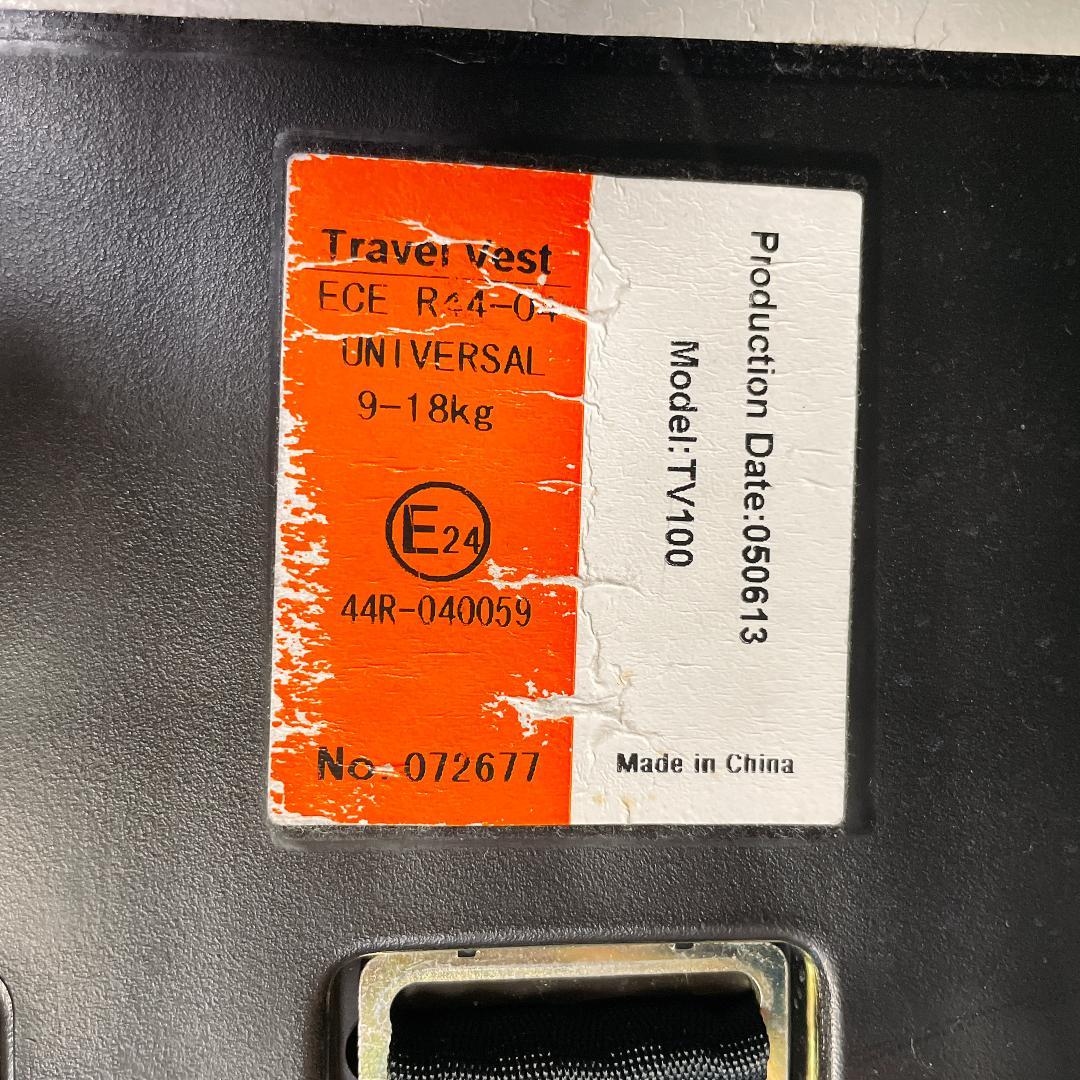 Travel Vest
ECE R44-04
UNIVERSAL
9-18kg
E24
44R-040059
No. 072677
Production Date:050613
Model:TV100
Made in China